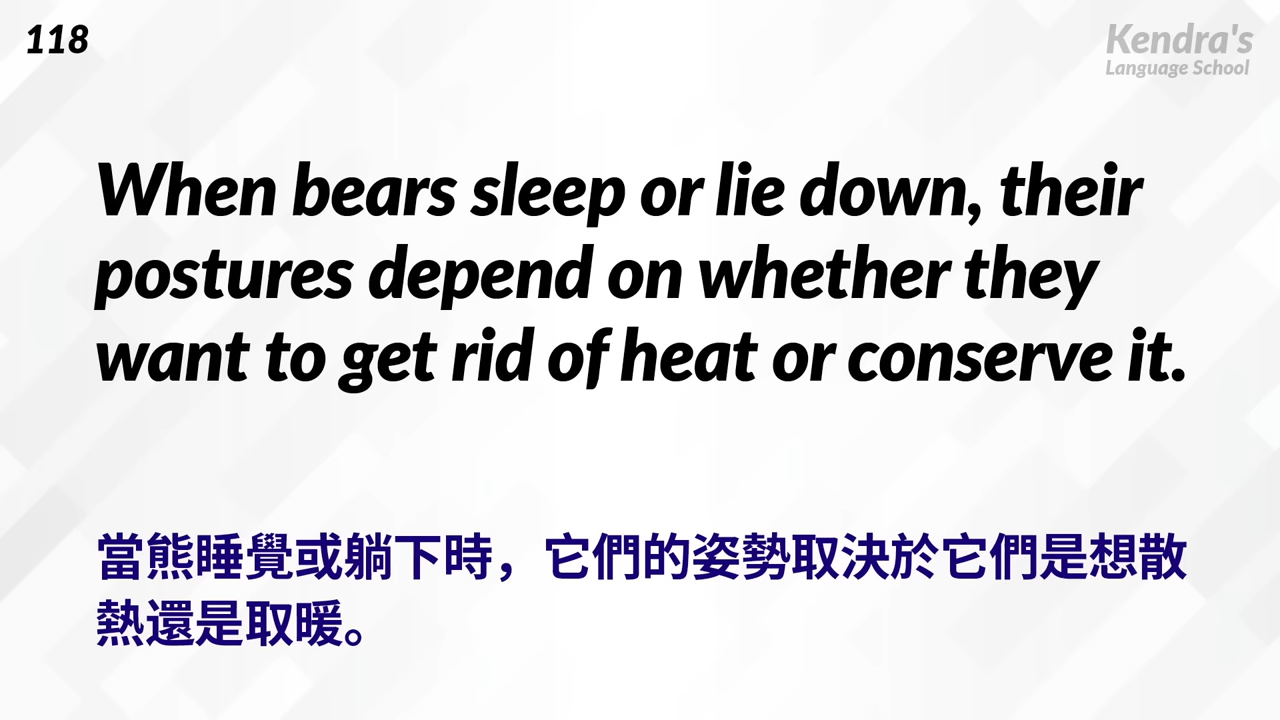 118
Kendra's
Language School
When bears sleep or lie down, their
postures depend on whether they
want to get rid of heat or conserve it.
當熊睡覺或躺下時，它們的姿勢取決於它們是想散
熱還是取暖。